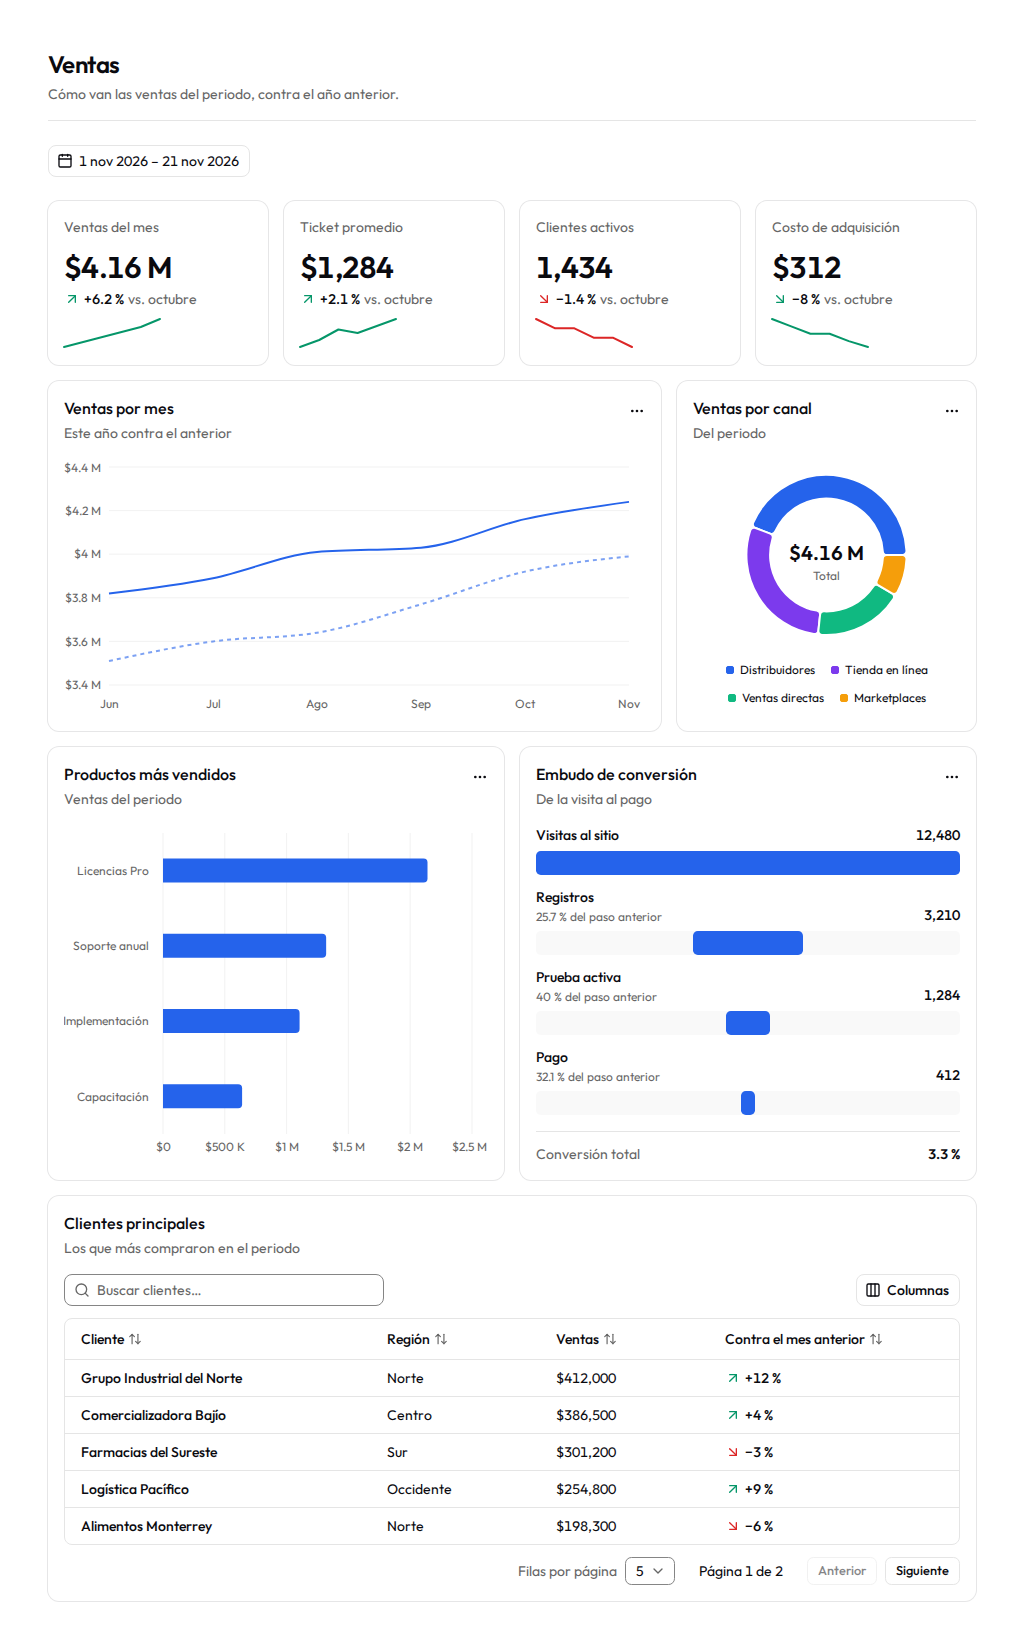 Ventas
Cómo van las ventas del periodo, contra el año anterior.
1 nov 2026 – 21 nov 2026
Ventas del mes
$4.16 M
+6.2 % vs. octubre
Ticket promedio
$1,284
+2.1 % vs. octubre
Clientes activos
1,434
−1.4 % vs. octubre
Costo de adquisición
$312
−8 % vs. octubre
Ventas por mes
Este año contra el anterior
$4.4 M
$4.2 M
$4 M
$3.8 M
$3.6 M
$3.4 M
Jun Jul Ago Sep Oct Nov
Ventas por canal
Del periodo
$4.16 M
Total
Distribuidores Tienda en línea
Ventas directas Marketplaces
Productos más vendidos
Ventas del periodo
Licencias Pro
Soporte anual
Implementación
Capacitación
$0 $500 K $1 M $1.5 M $2 M $2.5 M
Embudo de conversión
De la visita al pago
Visitas al sitio 12,480
Registros
25.7 % del paso anterior 3,210
Prueba activa
40 % del paso anterior 1,284
Pago
32.1 % del paso anterior 412
Conversión total 3.3 %
Clientes principales
Los que más compraron en el periodo
Buscar clientes... Columnas
Cliente Región Ventas Contra el mes anterior
Grupo Industrial del Norte Norte $412,000 +12 %
Comercializadora Bajío Centro $386,500 +4 %
Farmacias del Sureste Sur $301,200 −3 %
Logística Pacífico Occidente $254,800 +9 %
Alimentos Monterrey Norte $198,300 −6 %
Filas por página 5 Página 1 de 2 Anterior Siguiente